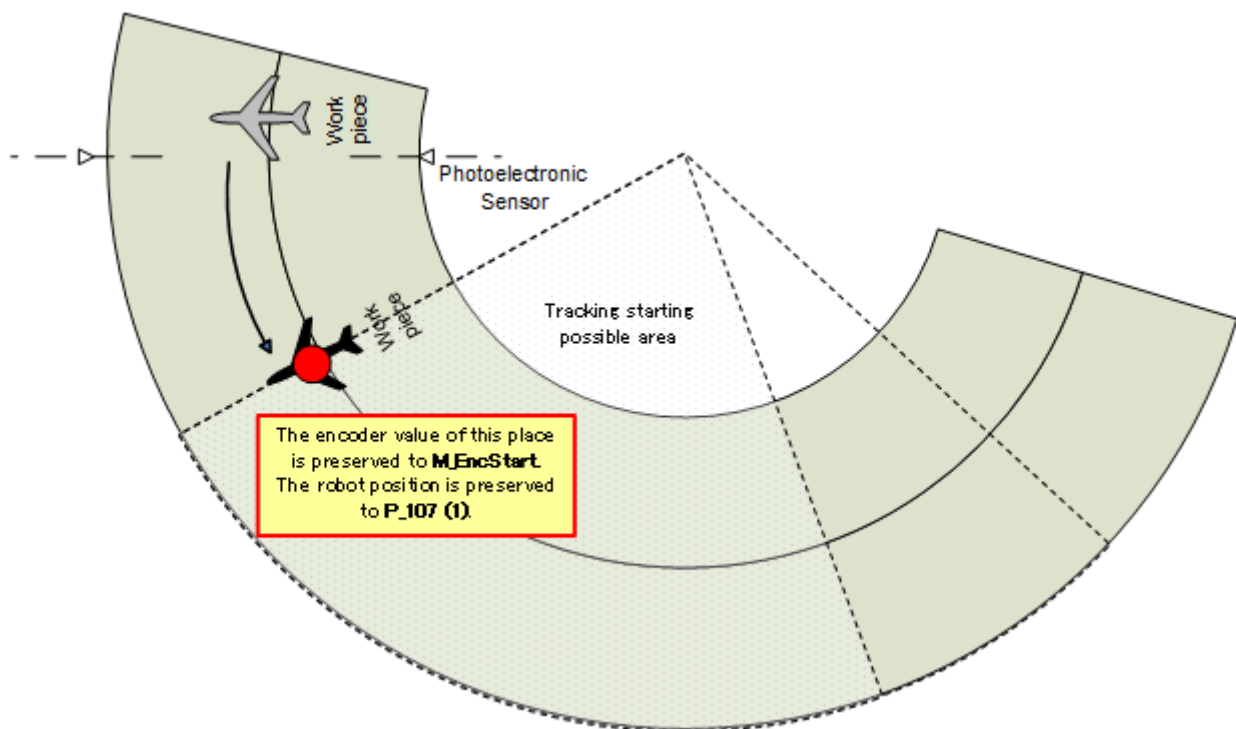 Work
piece
Photoelectronic
Sensor
Work
piece
Tracking starting
possible area
The encoder value of this place
is preserved to M_EncStart.
The robot position is preserved
to P_107 (1).